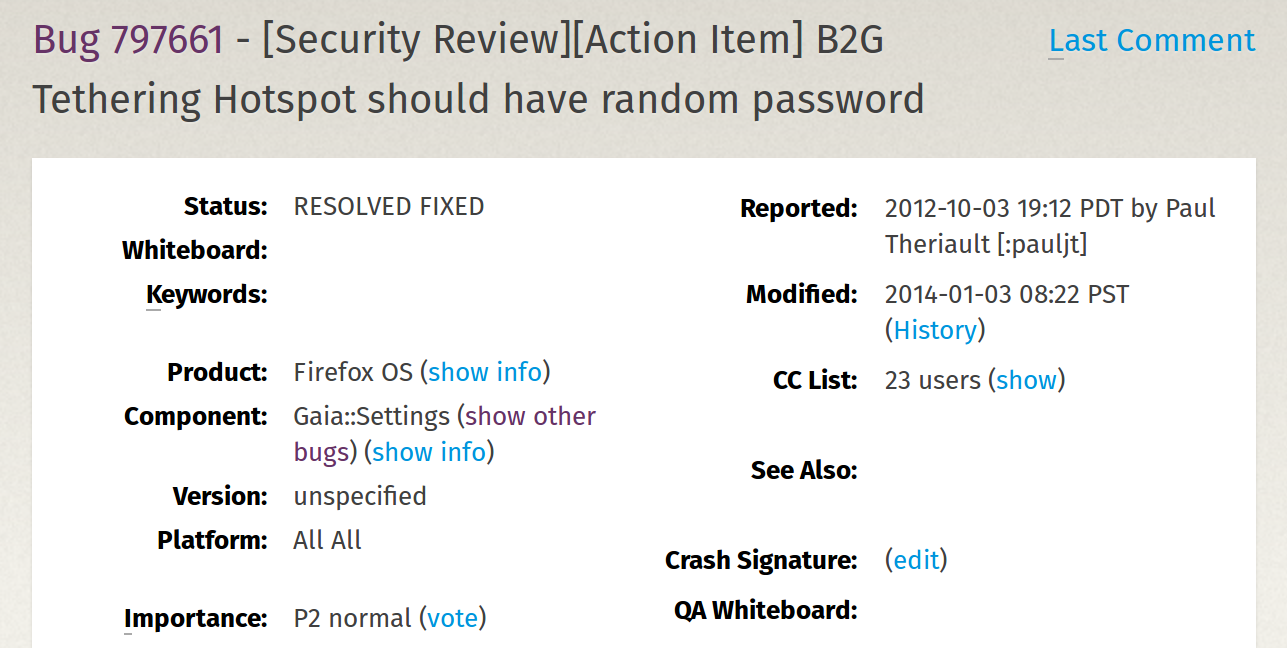 Bug 797661 - [Security Review][Action Item] B2G
Tethering Hotspot should have random password
Last Comment
Status: RESOLVED FIXED
Whiteboard:
Keywords:
Product: Firefox OS (show info)
Component: Gaia::Settings (show other
bugs) (show info)
Version: unspecified
Platform: All All
Importance: P2 normal (vote)
Reported: 2012-10-03 19:12 PDT by Paul
Theriault [:pauljt]
Modified: 2014-01-03 08:22 PST
(History)
CC List: 23 users (show)
See Also:
Crash Signature: (edit)
QA Whiteboard: